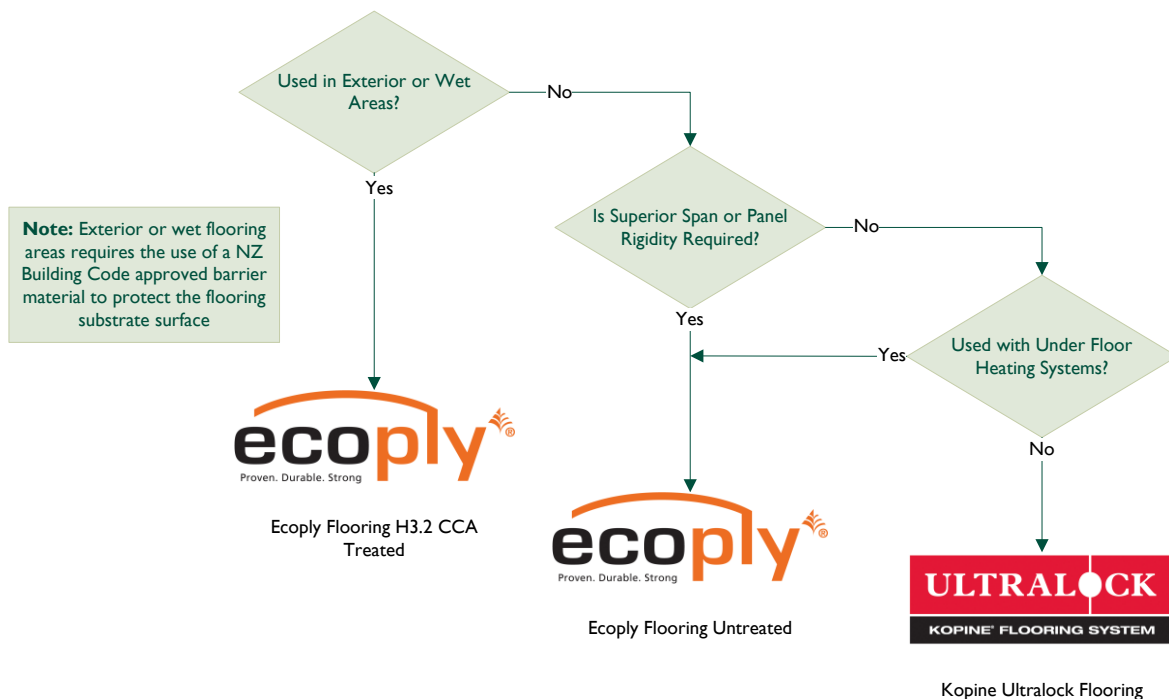 Used in Exterior or Wet
Areas?
No
Yes
Note: Exterior or wet flooring
areas requires the use of a NZ
Building Code approved barrier
material to protect the flooring
substrate surface
Is Superior Span or Panel
Rigidity Required?
No
Yes
Used with Under Floor
Heating Systems?
Yes
No
ecoply®
Proven. Durable. Strong
Ecoply Flooring H3.2 CCA
Treated
ecoply®
Proven. Durable. Strong
Ecoply Flooring Untreated
ULTRALOCK
KOPINE® FLOORING SYSTEM
Kopine Ultralock Flooring